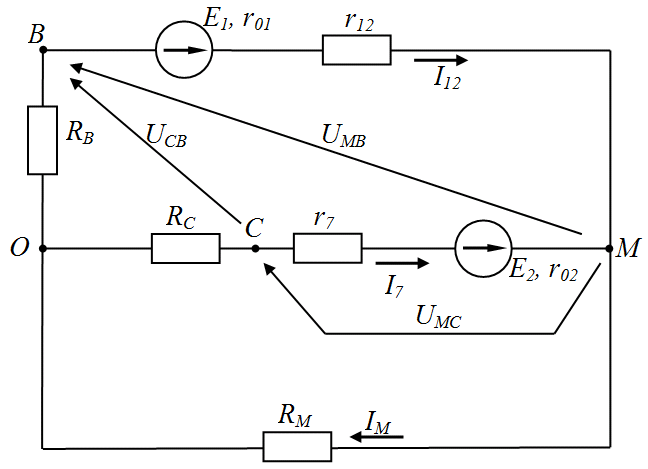 B
E1, r01
r12
I12
RB
UCB
UMB
O
RC
C
r7
M
I7
E2, r02
UMC
RM
IM